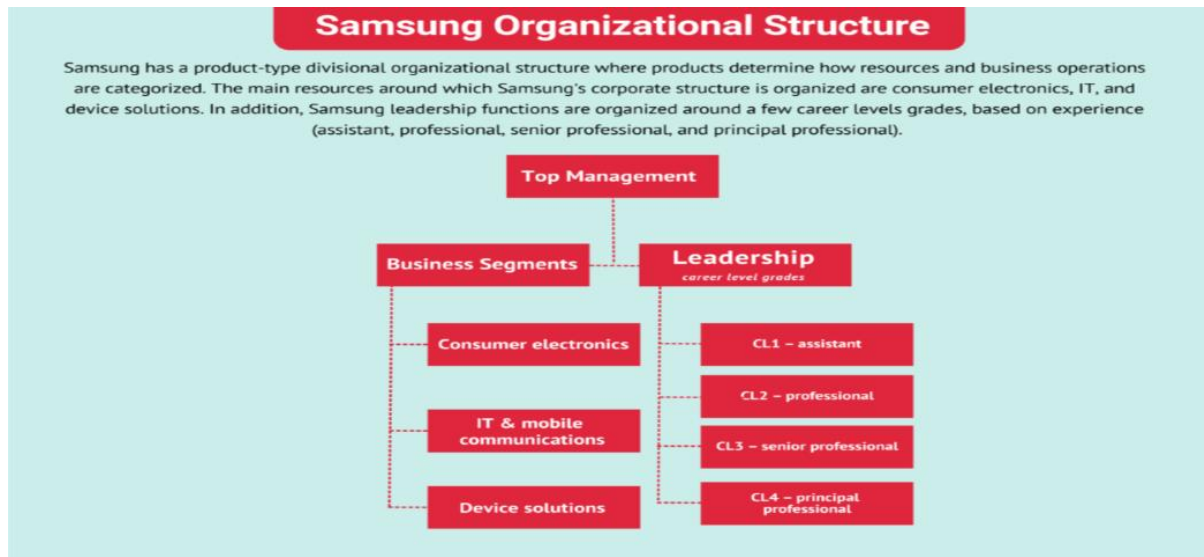 Samsung Organizational Structure
Samsung has a product-type divisional organizational structure where products determine how resources and business operations
are categorized. The main resources around which Samsung's corporate structure is organized are consumer electronics, IT, and
device solutions. In addition, Samsung leadership functions are organized around a few career levels grades, based on experience
(assistant, professional, senior professional, and principal professional).
Top Management
Business Segments
Consumer electronics
IT & mobile
communications
Device solutions
Leadership
career level grades
CL1 – assistant
CL2 – professional
CL3 – senior professional
CL4 – principal
professional